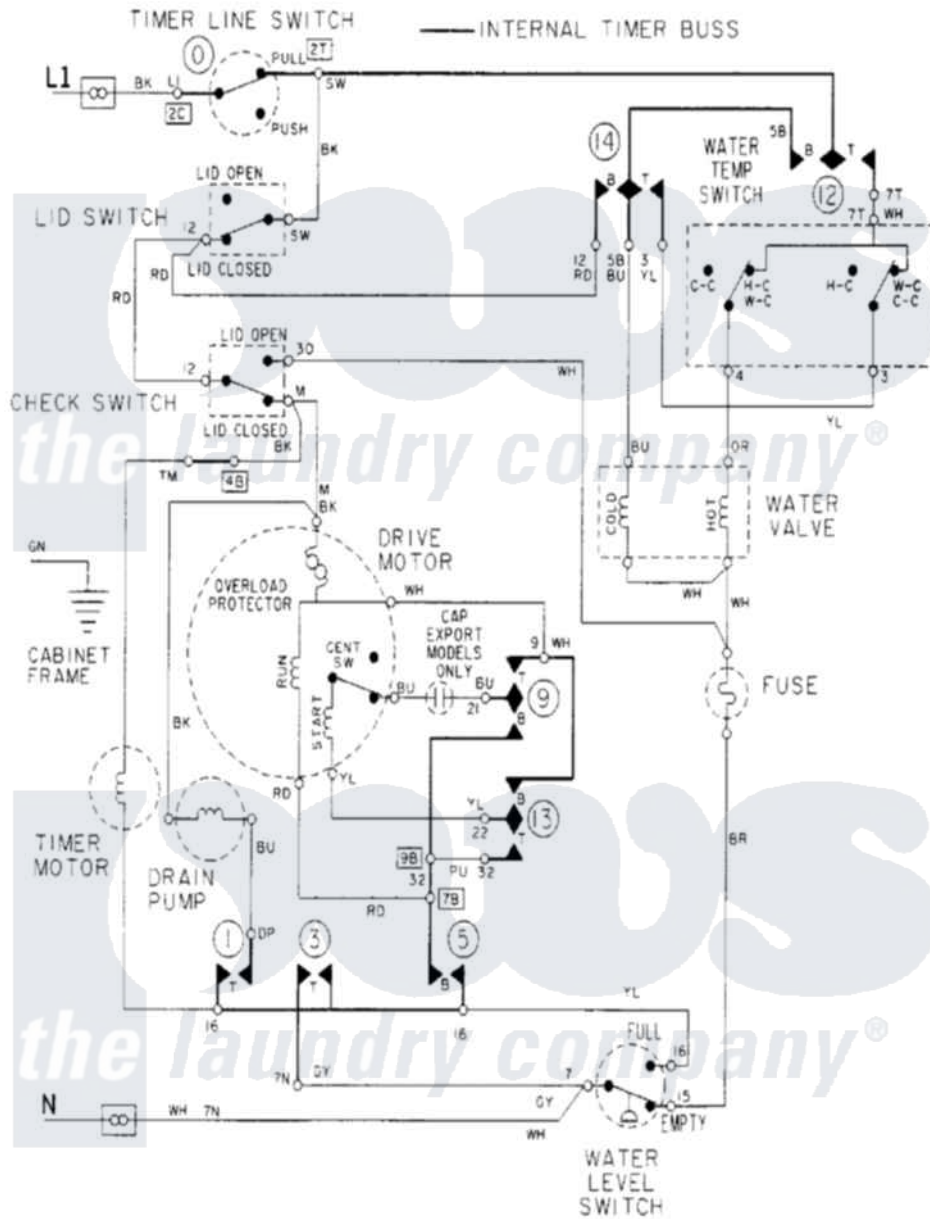 TIMER LINE SWITCH
INTERNAL TIMER BUSS
0
2T
PULL
L1
BK
L1
SW
2C
PUSH
BK
5B
B
T
14
WATER
TEMP
SWITCH
12
LID OPEN
B
T
7T
7T
WH
LID SWITCH
12
SW
LID CLOSED
12
RD
5B
BU
3
YL
RD
RD
C-C
H-C
W-C
H-C
W-C
C-C
LID OPEN
30
WH
12
M
4
3
CHECK SWITCH
LID CLOSED
YL
the laundry company®
BK
BU
OR
TM
4B
M
BK
COLD
HOT
WATER
VALVE
GN
DRIVE
MOTOR
OVERLOAD
PROTECTOR
WH
WH
WH
CAP
EXPORT
MODELS
ONLY
9
WH
CABINET
FRAME
CENT
SW
T
RUN
BU
BU
21
9
FUSE
START
B
BK
RD
YL
B
YL
22
13
T
BR
TIMER
MOTOR
BU
9B
PU
32
DRAIN
PUMP
32
7B
RD
1
DP
3
5
T
T
B
YL
16
16
FULL
the laundry company®
16
7N
GY
7
15
GY
EMPTY
N
WH
7N
WH
WATER
LEVEL
SWITCH